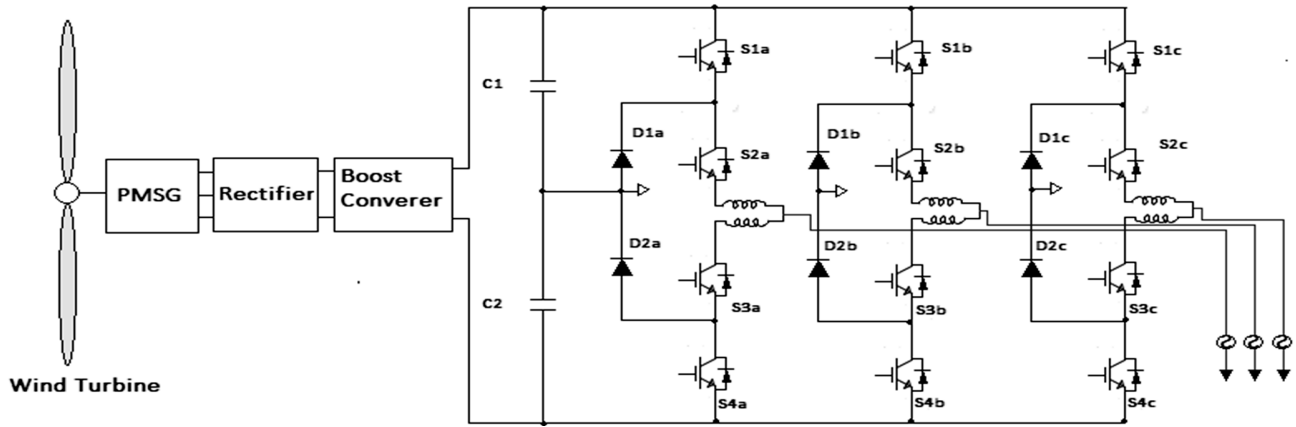 S1a
S1b
S1c
C1
D1a
D1b
D1c
S2a
S2b
S2c
PMSG
Rectifier
Boost
Converer
D2a
D2b
D2c
C2
S3a
S3b
S3c
Wind Turbine
S4a
S4b
S4c